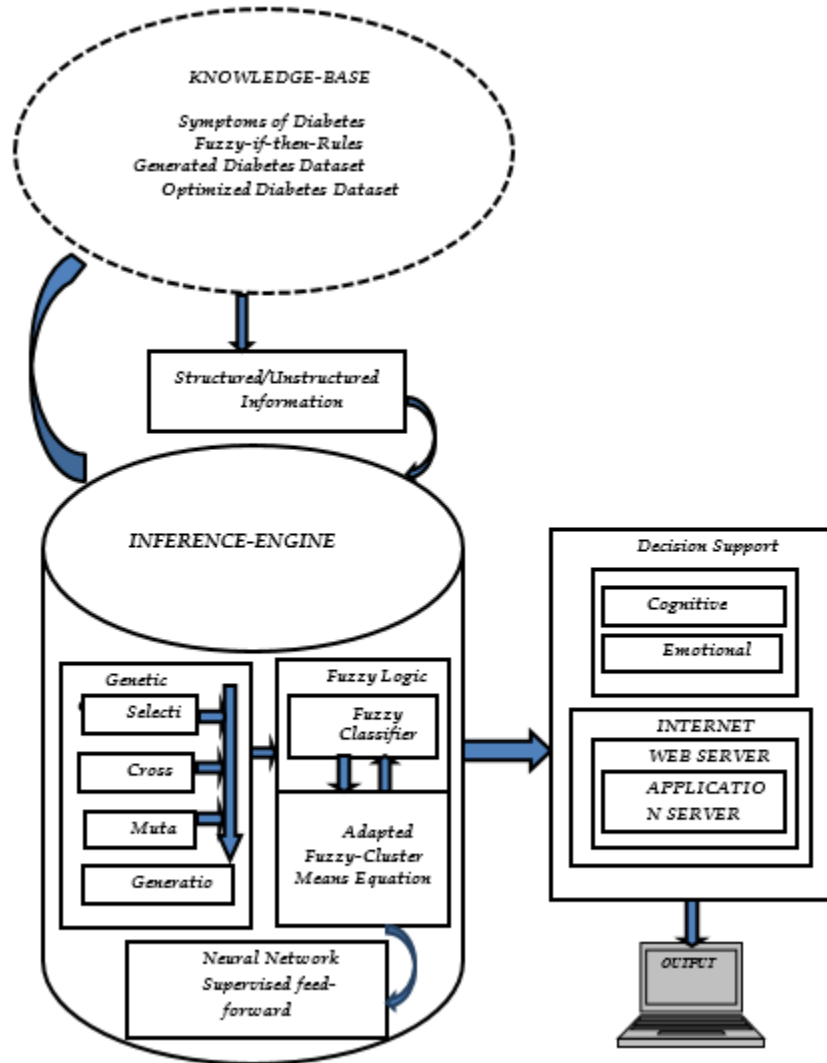 KNOWLEDGE-BASE
Symptoms of Diabetes
Fuzzy-if-then-Rules
Generated Diabetes Dataset
Optimized Diabetes Dataset
Structured/Unstructured
Information
INFERENCE-ENGINE
Genetic
Selecti
Cross
Muta
Generatio
Fuzzy Logic
Fuzzy
Classifier
Adapted
Fuzzy-Cluster
Means Equation
Neural Network
Supervised feed-
forward
Decision Support
Cognitive
Emotional
INTERNET
WEB SERVER
APPLICATIO
N SERVER
OUTPUT